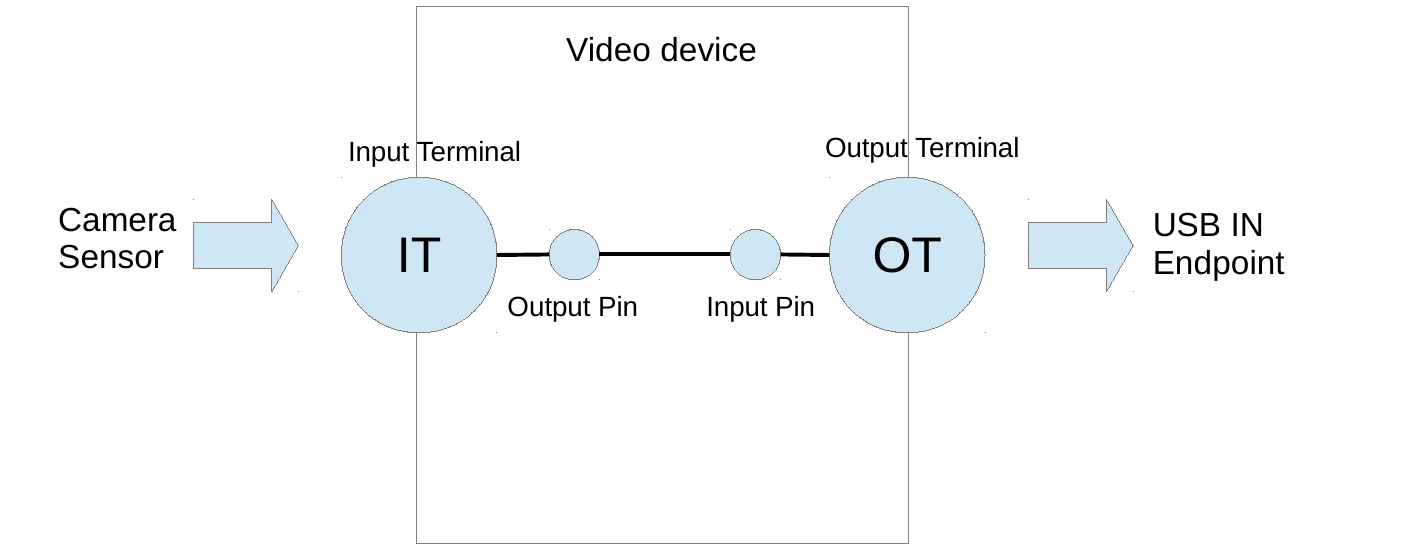 Video device
Input Terminal
Output Terminal
Camera
Sensor
IT
OT
USB IN
Endpoint
Output Pin
Input Pin